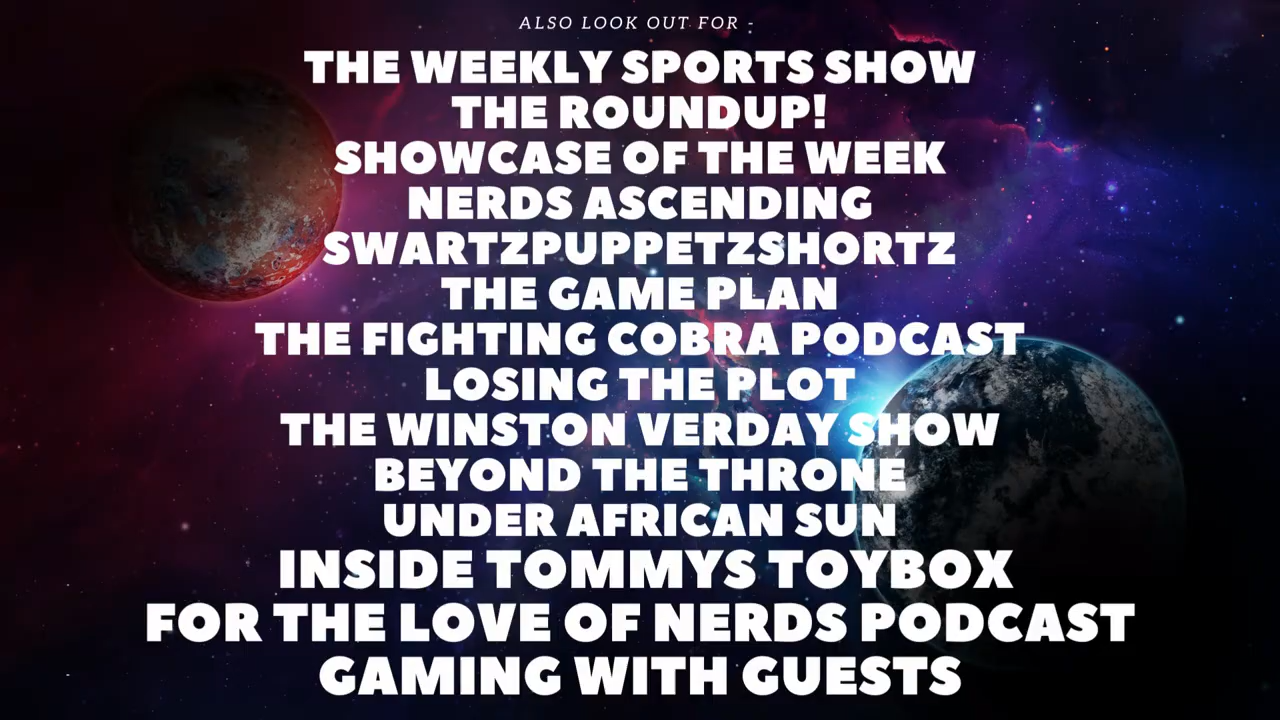 ALSO LOOK OUT FOR -
THE WEEKLY SPORTS SHOW
THE ROUNDUP!
SHOWCASE OF THE WEEK
NERDS ASCENDING
SWARTZPUPPETZSHORTZ
THE GAME PLAN
THE FIGHTING COBRA PODCAST
LOSING THE PLOT
THE WINSTON VERDAY SHOW
BEYOND THE THRONE
UNDER AFRICAN SUN
INSIDE TOMMYS TOYBOX
FOR THE LOVE OF NERDS PODCAST
GAMING WITH GUESTS